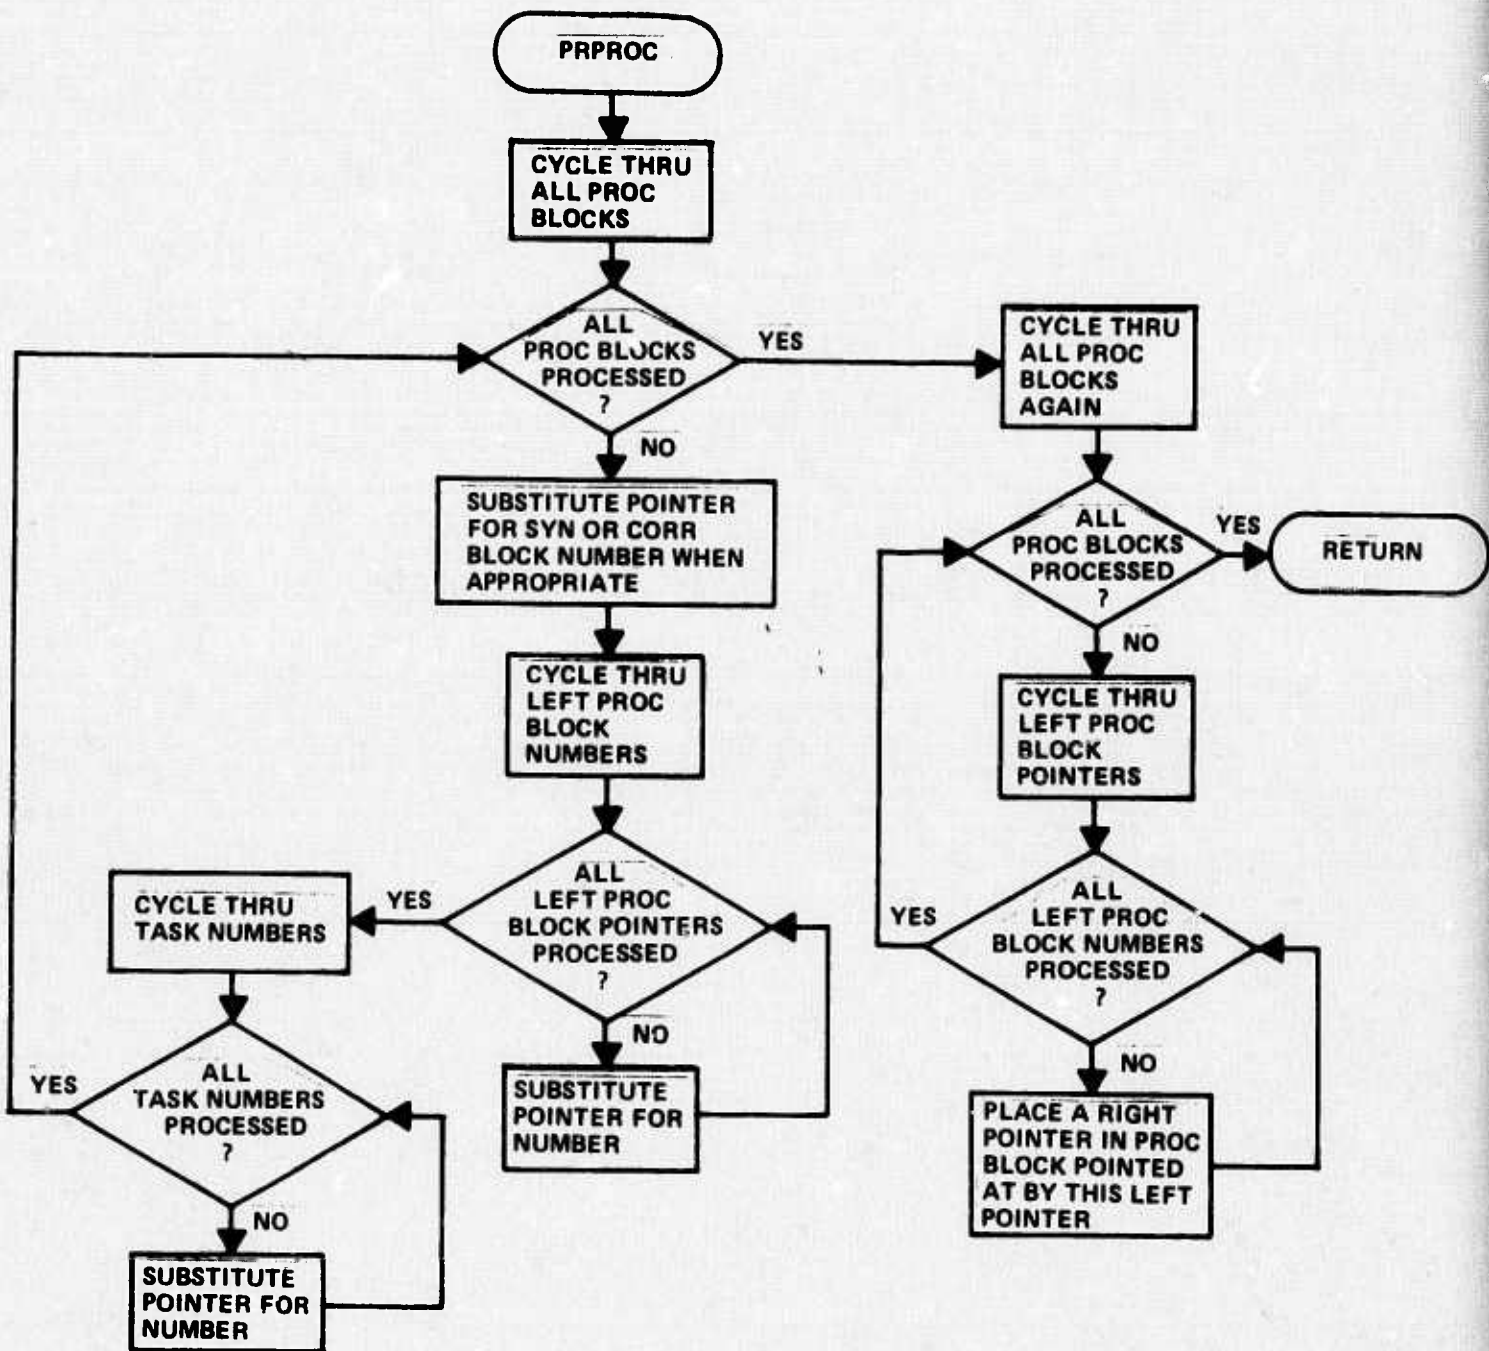 PRPROC
CYCLE THRU
ALL PROC
BLOCKS
ALL
PROC BLOCKS
PROCESSED
?
YES
NO
SUBSTITUTE POINTER
FOR SYN OR CORR
BLOCK NUMBER WHEN
APPROPRIATE
CYCLE THRU
LEFT PROC
BLOCK
NUMBERS
ALL
LEFT PROC
BLOCK POINTERS
PROCESSED
?
NO
SUBSTITUTE
POINTER FOR
NUMBER
YES
CYCLE THRU
TASK NUMBERS
ALL
TASK NUMBERS
PROCESSED
?
YES
NO
SUBSTITUTE
POINTER FOR
NUMBER
CYCLE THRU
ALL PROC
BLOCKS
AGAIN
ALL
PROC BLOCKS
PROCESSED
?
YES
RETURN
NO
CYCLE THRU
LEFT PROC
BLOCK
POINTERS
ALL
LEFT PROC
BLOCK NUMBERS
PROCESSED
?
YES
NO
PLACE A RIGHT
POINTER IN PROC
BLOCK POINTED
AT BY THIS LEFT
POINTER